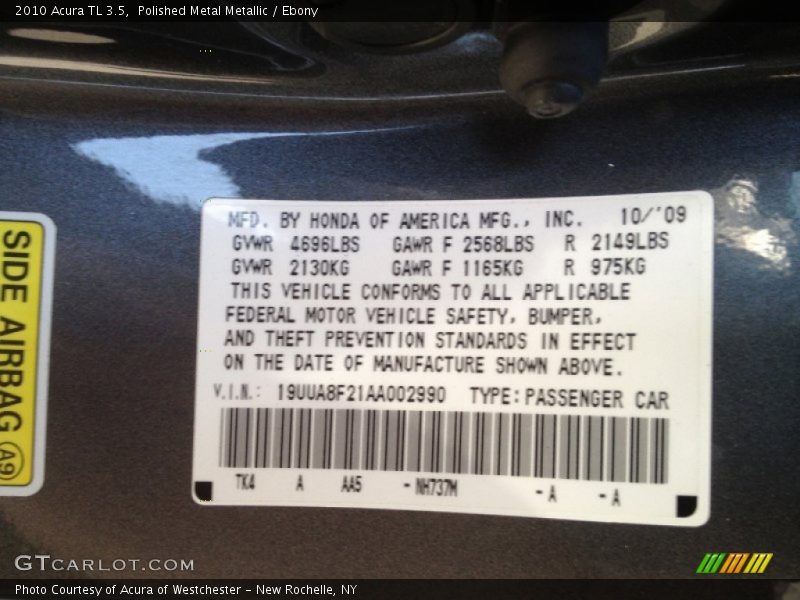 2010 Acura TL 3.5,  Polished Metal Metallic / Ebony
MFD. BY HONDA OF AMERICA MFG., INC. 10/'09
GVWR 4696LBS GAWR F 2568LBS R 2149LBS
GVWR 2130KG GAWR F 1165KG R 975KG
THIS VEHICLE CONFORMS TO ALL APPLICABLE
FEDERAL MOTOR VEHICLE SAFETY, BUMPER,
AND THEFT PREVENTION STANDARDS IN EFFECT
ON THE DATE OF MANUFACTURE SHOWN ABOVE.
V.I.N.: 19UUA8F21AA002990 TYPE: PASSENGER CAR
TK4 A AA5 -NH737M -A -A
SIDE AIRBAG A9
GTCARLOT.COM
Photo Courtesy of Acura of Westchester - New Rochelle, NY